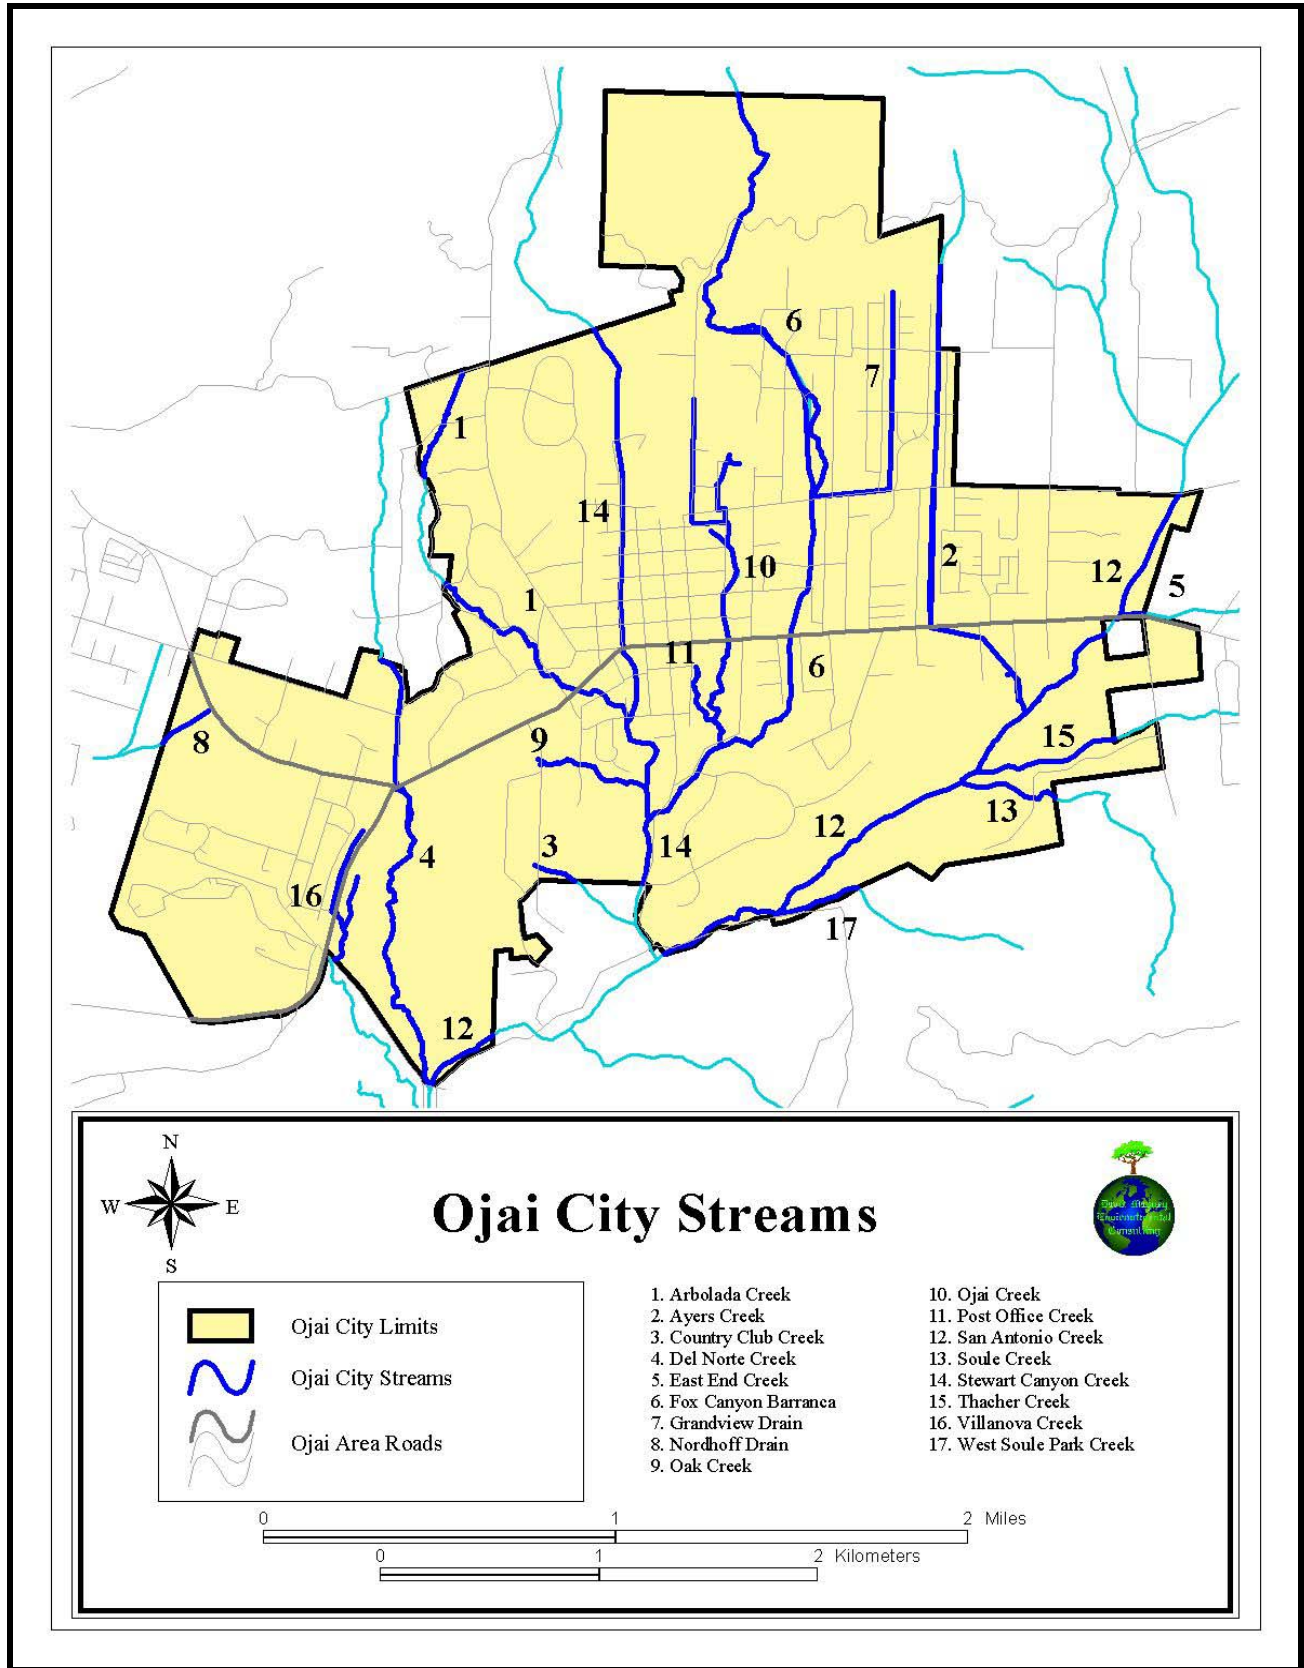 6
7
1
14
10
2
12
5
1
11
6
8
9
15
13
12
4
3
14
16
17
12
N
W E
S
Ojai City Streams
Ojai City Limits
Ojai City Streams
Ojai Area Roads
1. Arbolada Creek
2. Ayers Creek
3. Country Club Creek
4. Del Norte Creek
5. East End Creek
6. Fox Canyon Barranca
7. Grandview Drain
8. Nordhoff Drain
9. Oak Creek
10. Ojai Creek
11. Post Office Creek
12. San Antonio Creek
13. Soule Creek
14. Stewart Canyon Creek
15. Thacher Creek
16. Villanova Creek
17. West Soule Park Creek
Environmental
Consulting
0 1 2 Miles
0 1 2 Kilometers